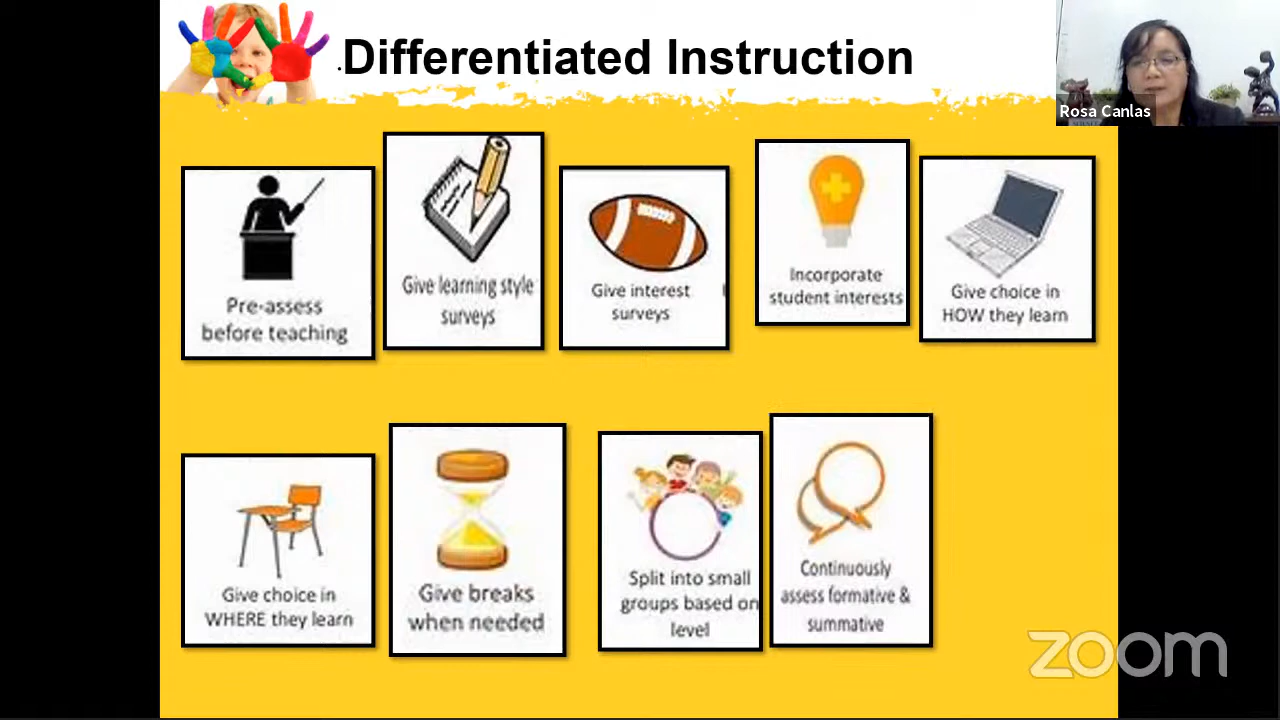 .Differentiated Instruction
Rosa Canlas
Pre-assess
before teaching
Give learning style
surveys
Give interest
surveys
Incorporate
student interests
Give choice in
HOW they learn
Give choice in
WHERE they learn
Give breaks
when needed
Split into small
groups based on
level
Continuously
assess formative &
summative
zoom